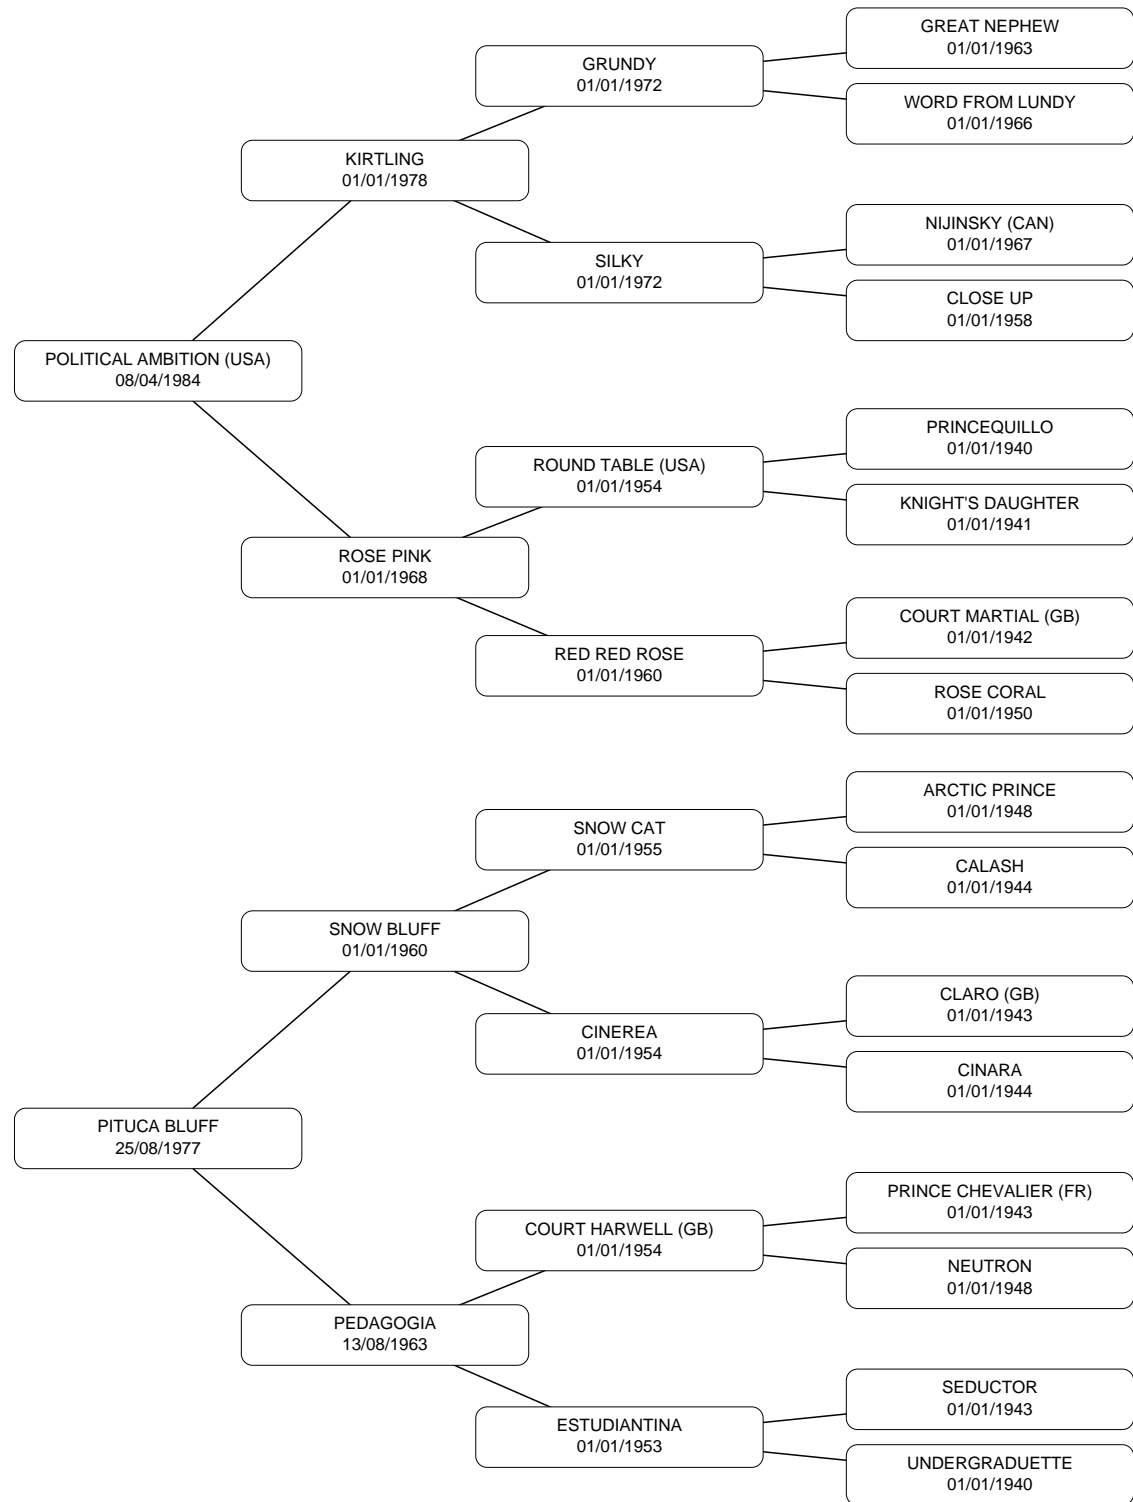 GREAT NEPHEW
01/01/1963
GRUNDY
01/01/1972
WORD FROM LUNDY
01/01/1966
KIRTLING
01/01/1978
NIJINSKY (CAN)
01/01/1967
SILKY
01/01/1972
CLOSE UP
01/01/1958
POLITICAL AMBITION (USA)
08/04/1984
PRINCEQUILLO
01/01/1940
ROUND TABLE (USA)
01/01/1954
KNIGHT'S DAUGHTER
01/01/1941
ROSE PINK
01/01/1968
COURT MARTIAL (GB)
01/01/1942
RED RED ROSE
01/01/1960
ROSE CORAL
01/01/1950
ARCTIC PRINCE
01/01/1948
SNOW CAT
01/01/1955
CALASH
01/01/1944
SNOW BLUFF
01/01/1960
CLARO (GB)
01/01/1943
CINEREA
01/01/1954
CINARA
01/01/1944
PITUCA BLUFF
25/08/1977
PRINCE CHEVALIER (FR)
01/01/1943
COURT HARWELL (GB)
01/01/1954
NEUTRON
01/01/1948
PEDAGOGIA
13/08/1963
SEDUCTOR
01/01/1943
ESTUDIANTINA
01/01/1953
UNDERGRADUETTE
01/01/1940